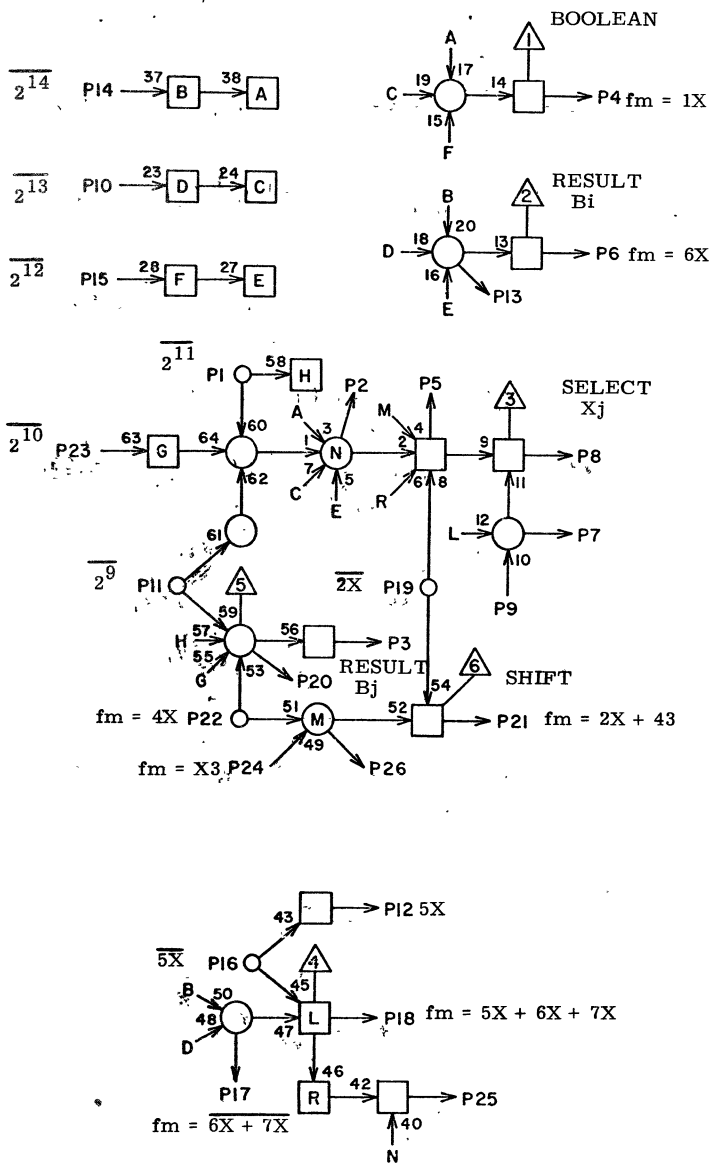 BOOLEAN
1
A
17
2^14 P14 37 B 38 A
C 19 14 P4 fm = 1X
15
F
2^13 P10 23 D 24 C
RESULT
Bi
2
B
20
2^12 P15 28 F 27 E
D 18 13 P6 fm = 6X
16
P13
E
2^11
P1 58 H
P2
P5
3
SELECT
Xj
A 3
M 4
60
2^10 P23 63 G 64
1 N 2 9 P8
62
7 5
6 8
11
C
E
R
61
L 12 P7
10
2^9 P11
5
2X P19
P9
59
H 57 56 P3
55 53
G
P20
RESULT
Bj
6
54
SHIFT
fm = 4X P22 51 M 52 P21 fm = 2X + 43
49
fm = X3 P24
P26
43 P12 5X
5X P16
4
45
B 50
48 47 L P18 fm = 5X + 6X + 7X
D
46
P17
R 42 P25
fm = 6X + 7X
40
N